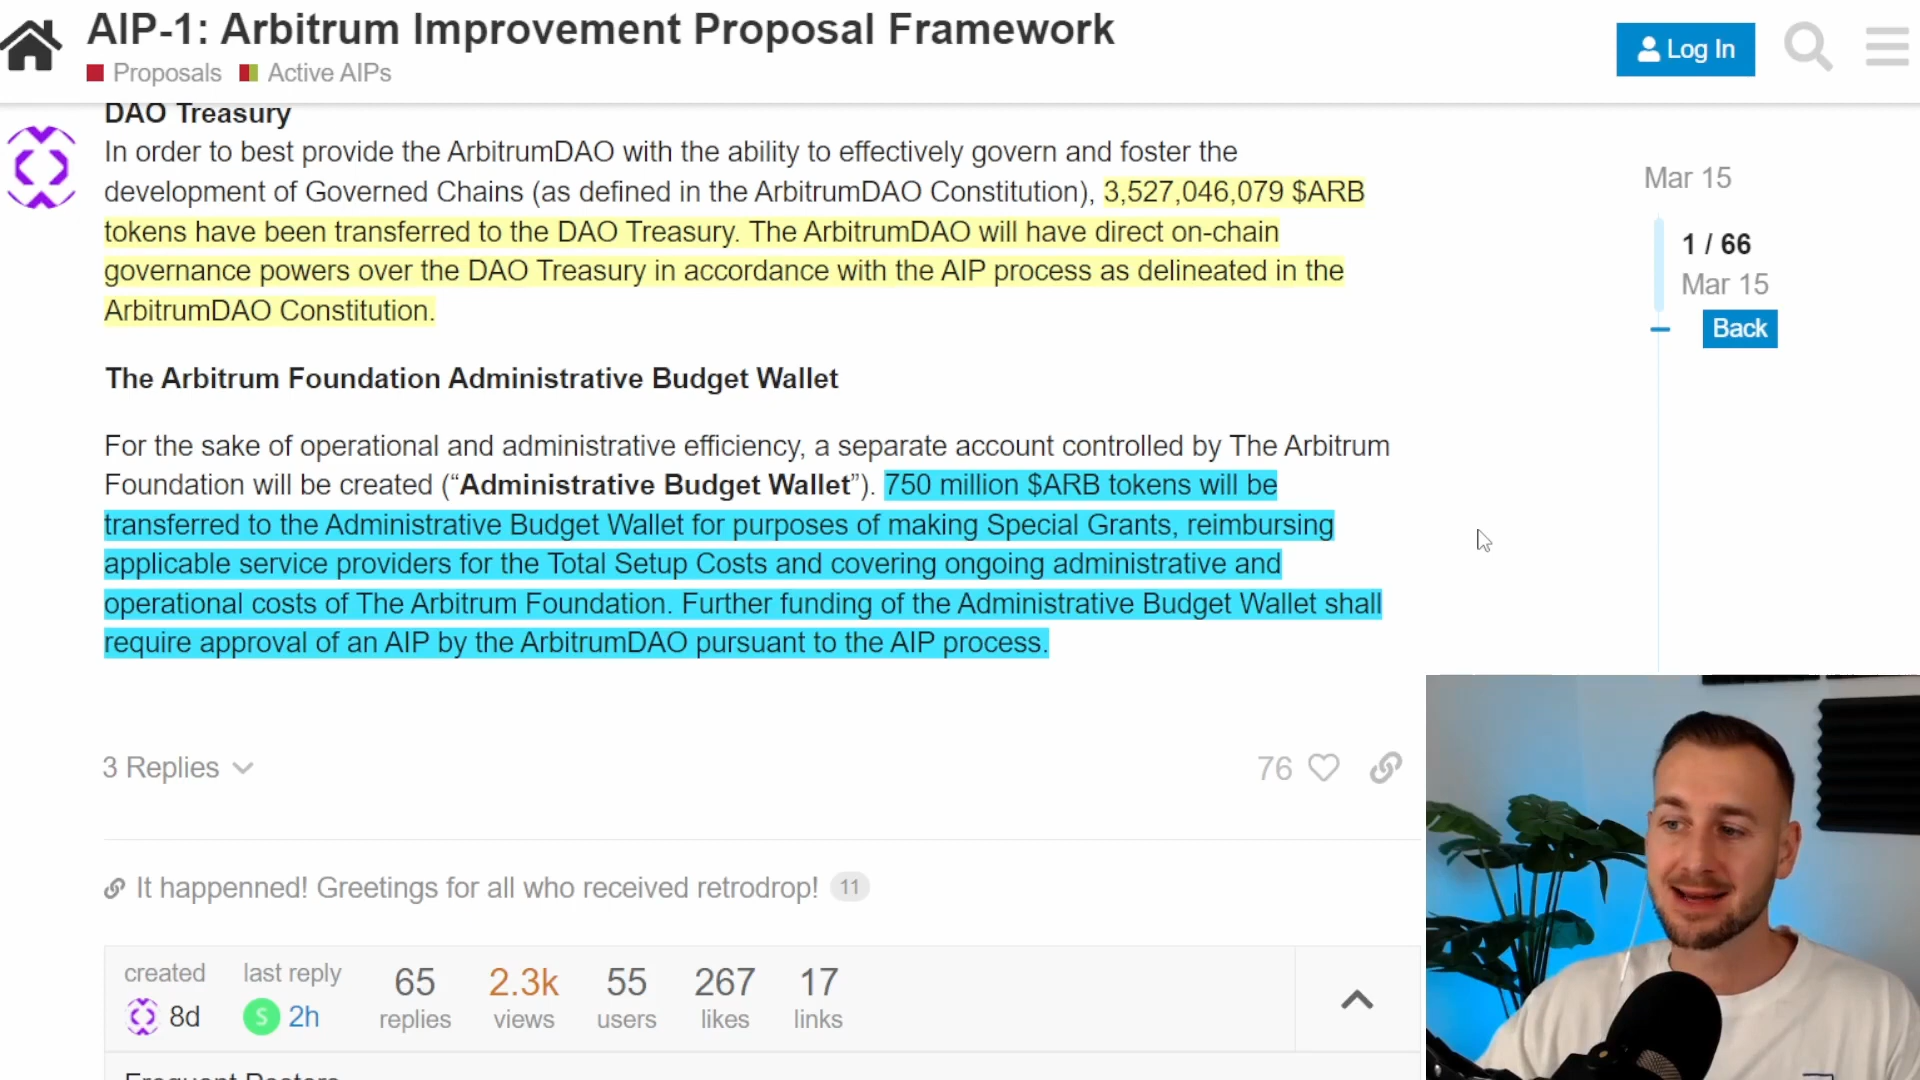 AIP-1: Arbitrum Improvement Proposal Framework
Proposals Active AIPs
Log In
DAO Treasury
In order to best provide the ArbitrumDAO with the ability to effectively govern and foster the
development of Governed Chains (as defined in the ArbitrumDAO Constitution), 3,527,046,079 $ARB
tokens have been transferred to the DAO Treasury. The ArbitrumDAO will have direct on-chain
governance powers over the DAO Treasury in accordance with the AIP process as delineated in the
ArbitrumDAO Constitution.
Mar 15
1 / 66
Mar 15
Back
The Arbitrum Foundation Administrative Budget Wallet
For the sake of operational and administrative efficiency, a separate account controlled by The Arbitrum
Foundation will be created (“Administrative Budget Wallet”). 750 million $ARB tokens will be
transferred to the Administrative Budget Wallet for purposes of making Special Grants, reimbursing
applicable service providers for the Total Setup Costs and covering ongoing administrative and
operational costs of The Arbitrum Foundation. Further funding of the Administrative Budget Wallet shall
require approval of an AIP by the ArbitrumDAO pursuant to the AIP process.
3 Replies
76
It happenned! Greetings for all who received retrodrop! 11
created last reply 65 2.3k 55 267 17
8d S 2h replies views users likes links
Frequent Posters